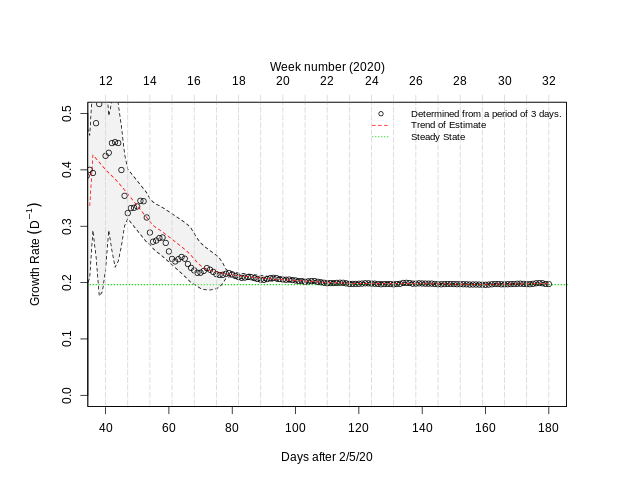 Week number (2020)
12 14 16 18 20 22 24 26 28 30 32
Determined from a period of 3 days.
Trend of Estimate
Steady State
0.5
0.4
0.3
0.2
0.1
0.0
Growth Rate (D⁻¹)
40 60 80 100 120 140 160 180
Days after 2/5/20